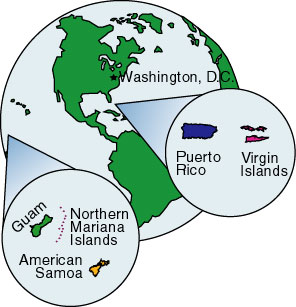 Washington, D.C.
Puerto
Rico
Virgin
Islands
Guam
Northern
Mariana
Islands
American
Samoa